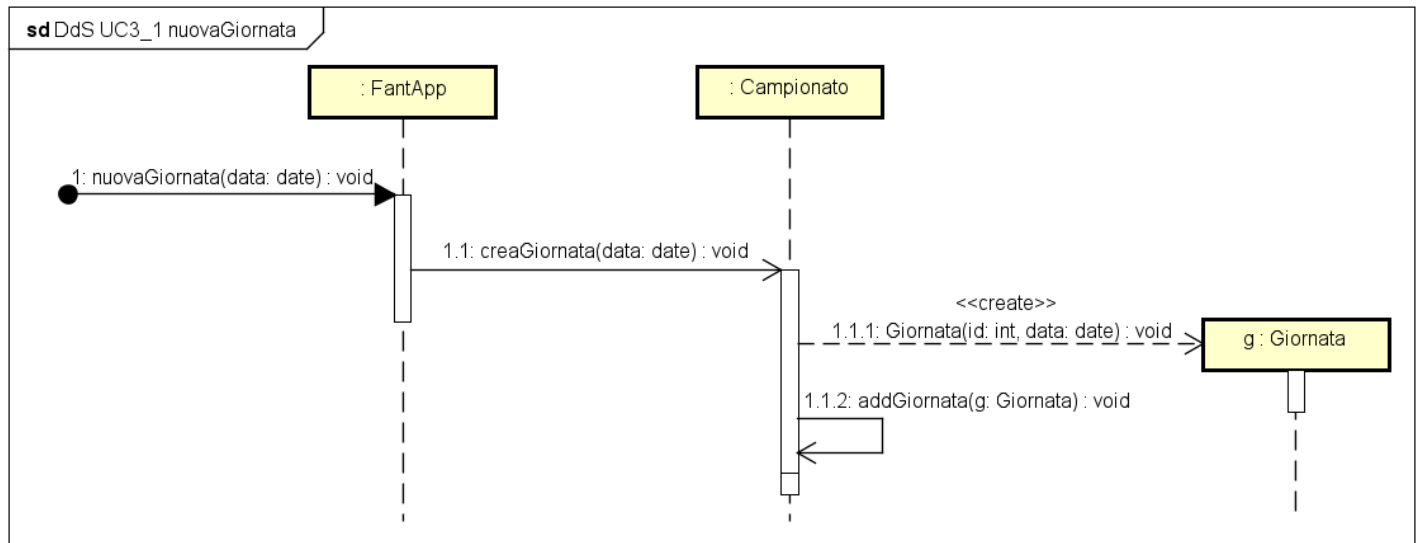 sd DdS UC3_1 nuovaGiornata
: FantApp
: Campionato
1: nuovaGiornata(data: date) : void
1.1: creaGiornata(data: date) : void
<<create>>
1.1.1: Giornata(id: int, data: date) : void
g : Giornata
1.1.2: addGiornata(g: Giornata) : void